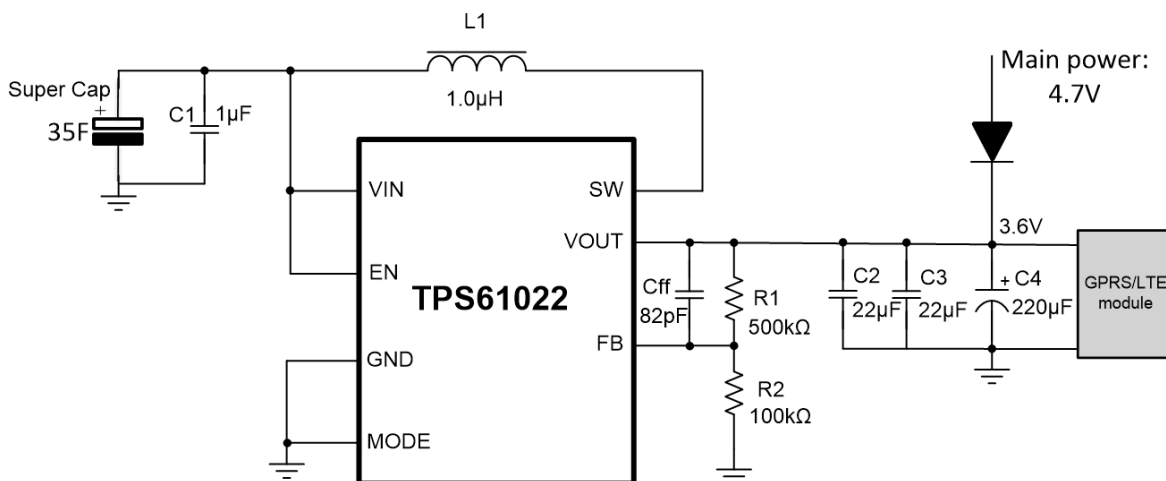 L1
1.0µH
Main power:
4.7V
Super Cap
+
35F
C1
1µF
VIN
SW
3.6V
VOUT
EN
TPS61022
Cff
82pF
R1
500kΩ
C2
22µF
C3
22µF
+
C4
220µF
GPRS/LTE
module
FB
GND
R2
100kΩ
MODE